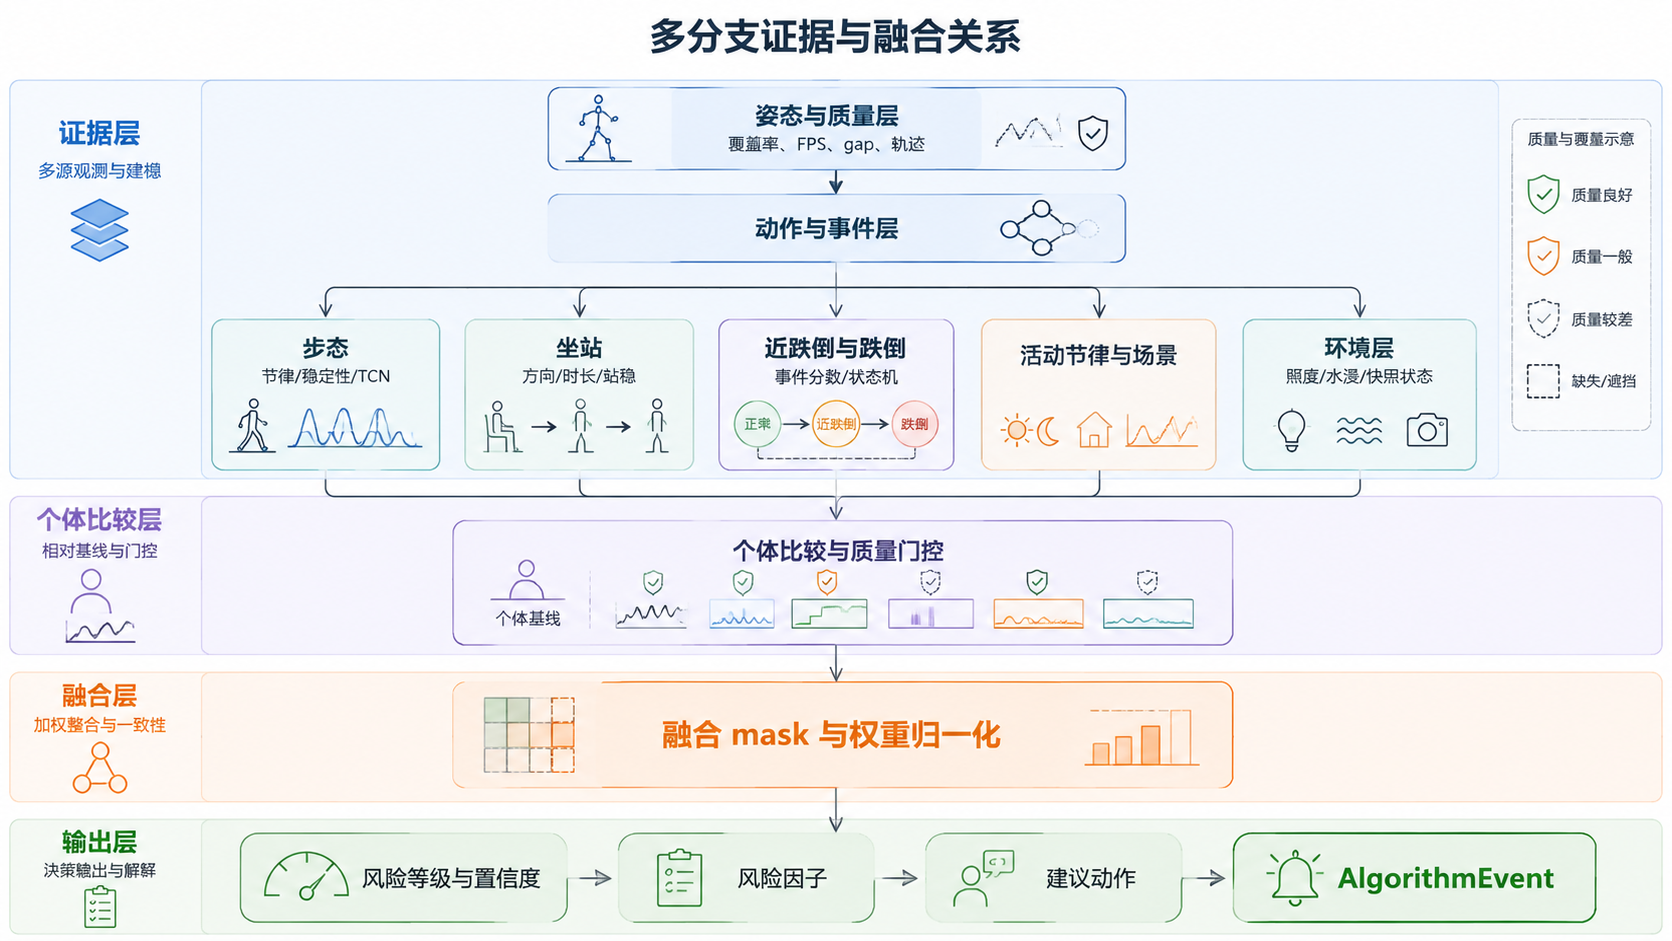 多分支证据与融合关系
证据层
多源观测与建模
姿态与质量层
覆盖率、FPS、gap、轨迹
动作与事件层
步态
节律/稳定性/TCN
坐站
方向/时长/站稳
近跌倒与跌倒
事件分数/状态机
正常
近跌倒
跌倒
活动节律与场景
环境层
照度/水漫/快照状态
质量与覆盖示意
质量良好
质量一般
质量较差
缺失/遮挡
个体比较层
相对基线与门控
个体比较与质量门控
个体基线
融合层
加权整合与一致性
融合 mask 与权重归一化
输出层
决策输出与解释
风险等级与置信度
风险因子
建议动作
AlgorithmEvent